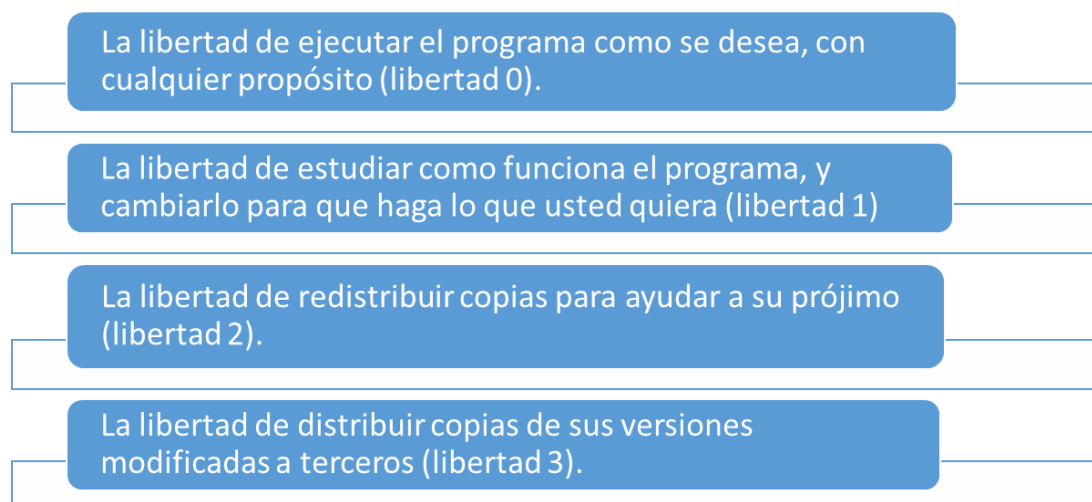 La libertad de ejecutar el programa como se desea, con
cualquier propósito (libertad 0).
La libertad de estudiar como funciona el programa, y
cambiarlo para que haga lo que usted quiera (libertad 1)
La libertad de redistribuir copias para ayudar a su prójimo
(libertad 2).
La libertad de distribuir copias de sus versiones
modificadas a terceros (libertad 3).